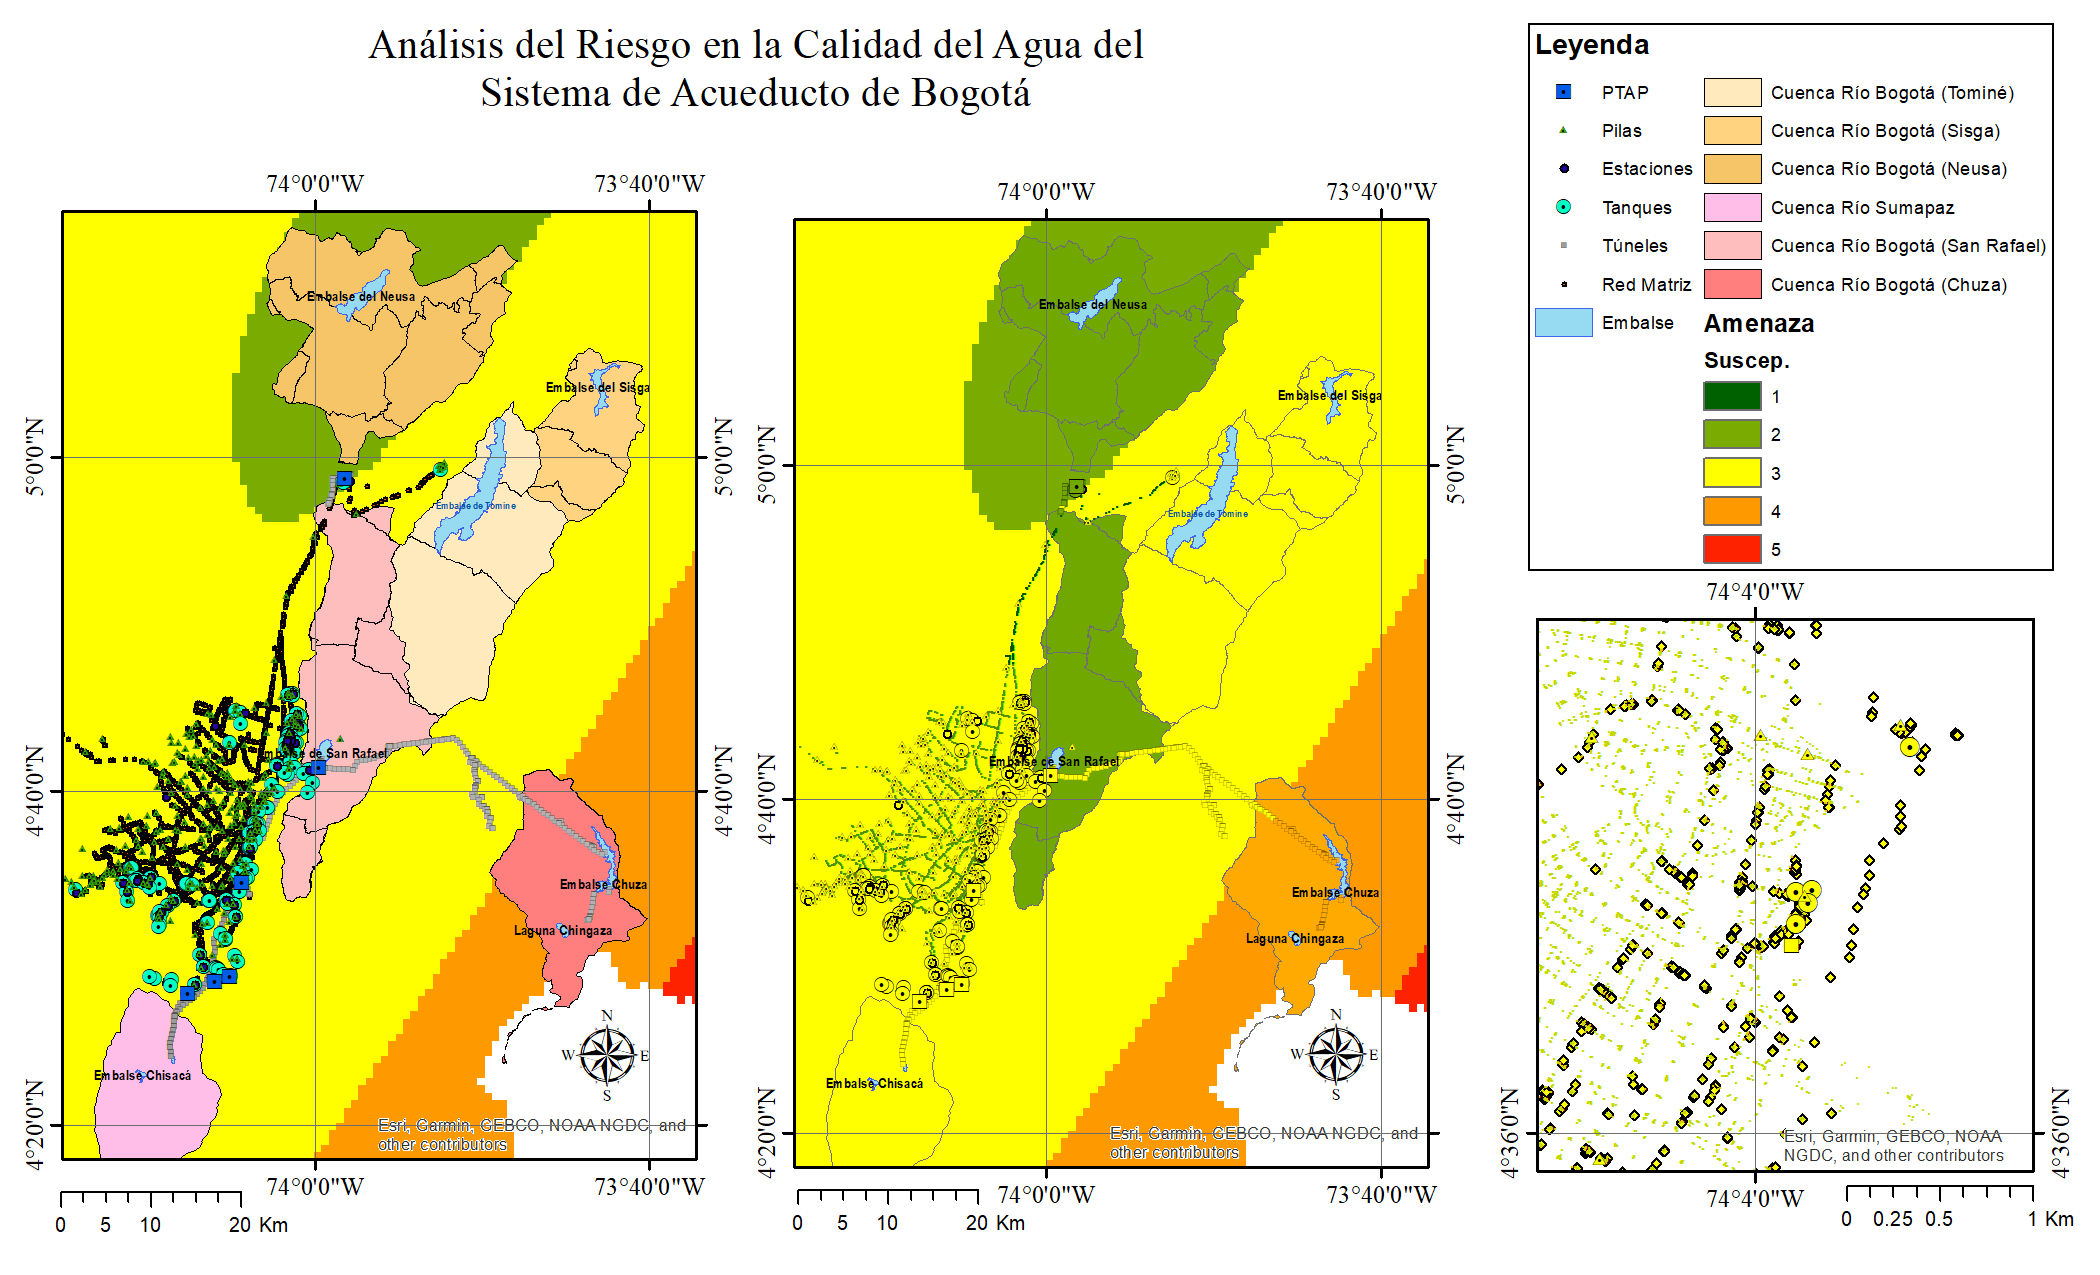 Análisis del Riesgo en la Calidad del Agua del
Sistema de Acueducto de Bogotá
74°0'0"W
73°40'0"W
5°0'0"N
4°40'0"N
4°20'0"N
Embalse del Neusa
Embalse del Sisga
Embalse de Tomine
Embalse de San Rafael
Embalse Chuza
Laguna Chingaza
Embalse Chisacá
N
W
E
S
Esri, Garmin, GEBCO, NOAA NGDC, and
other contributors
5°0'0"N
4°40'0"N
74°0'0"W
73°40'0"W
0 5 10 20 Km
74°0'0"W
73°40'0"W
5°0'0"N
4°40'0"N
4°20'0"N
Embalse del Neusa
Embalse del Sisga
Embalse de Tomine
Embalse de San Rafael
Embalse Chuza
Laguna Chingaza
Embalse Chisacá
N
W
E
S
Esri, Garmin, GEBCO, NOAA NGDC, and
other contributors
5°0'0"N
4°40'0"N
74°0'0"W
73°40'0"W
0 5 10 20 Km
Leyenda
PTAP
Pilas
Estaciones
Tanques
Túneles
Red Matriz
Embalse
Cuenca Río Bogotá (Tominé)
Cuenca Río Bogotá (Sisga)
Cuenca Río Bogotá (Neusa)
Cuenca Río Sumapaz
Cuenca Río Bogotá (San Rafael)
Cuenca Río Bogotá (Chuza)
Amenaza
Suscep.
1
2
3
4
5
74°4'0"W
4°36'0"N
4°36'0"N
Esri, Garmin, GEBCO, NOAA
NGDC, and other contributors
74°4'0"W
0 0.25 0.5 1 Km